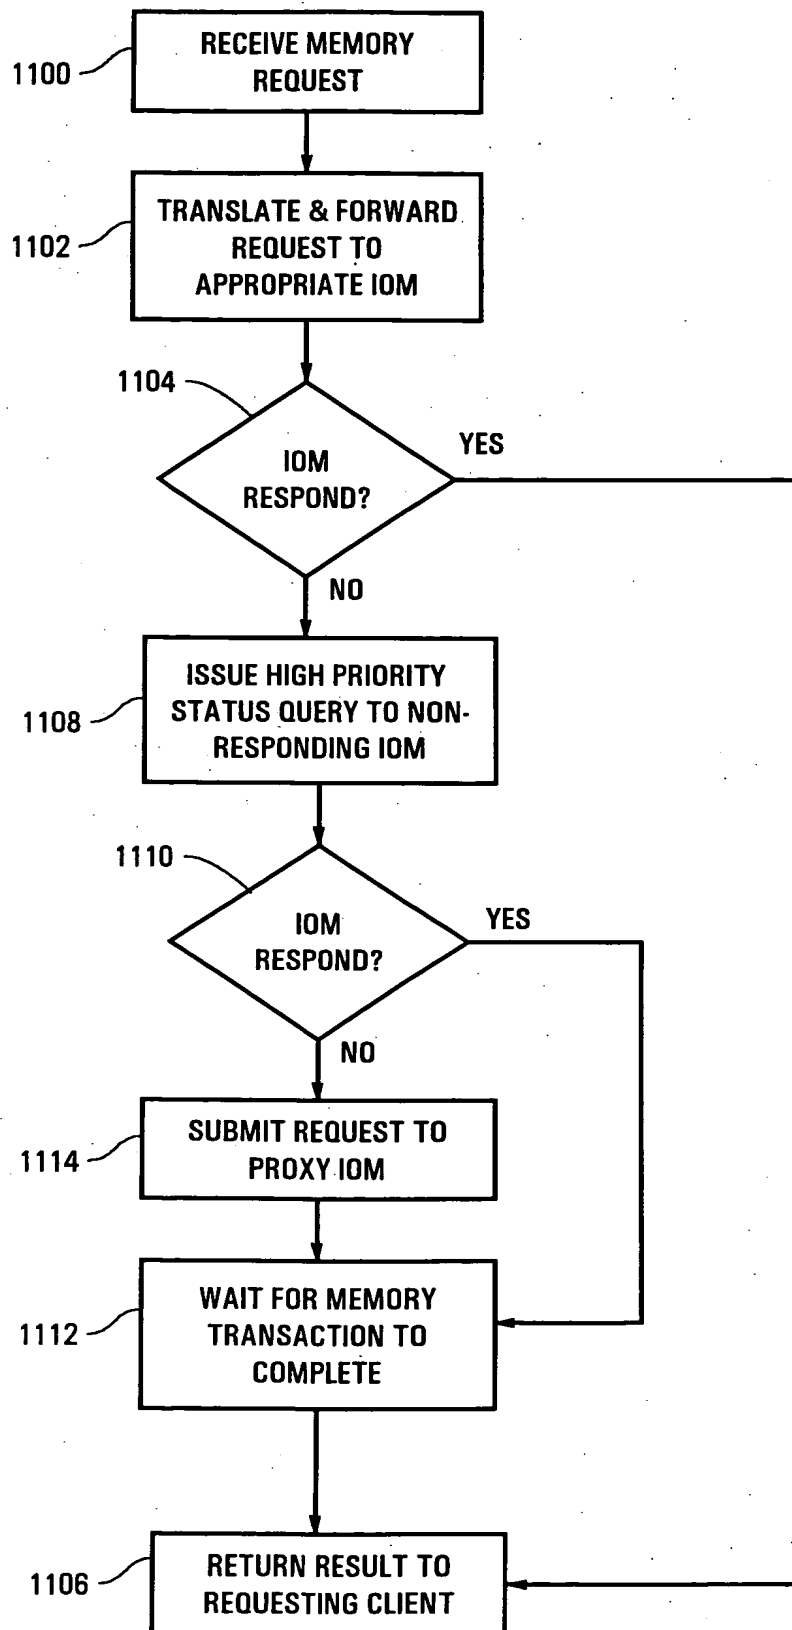 RECEIVE MEMORY
REQUEST
1100
TRANSLATE & FORWARD
REQUEST TO
APPROPRIATE IOM
1102
1104
IOM
RESPOND?
YES
NO
ISSUE HIGH PRIORITY
STATUS QUERY TO NON-
RESPONDING IOM
1108
1110
IOM
RESPOND?
YES
NO
SUBMIT REQUEST TO
PROXY IOM
1114
WAIT FOR MEMORY
TRANSACTION TO
COMPLETE
1112
RETURN RESULT TO
REQUESTING CLIENT
1106